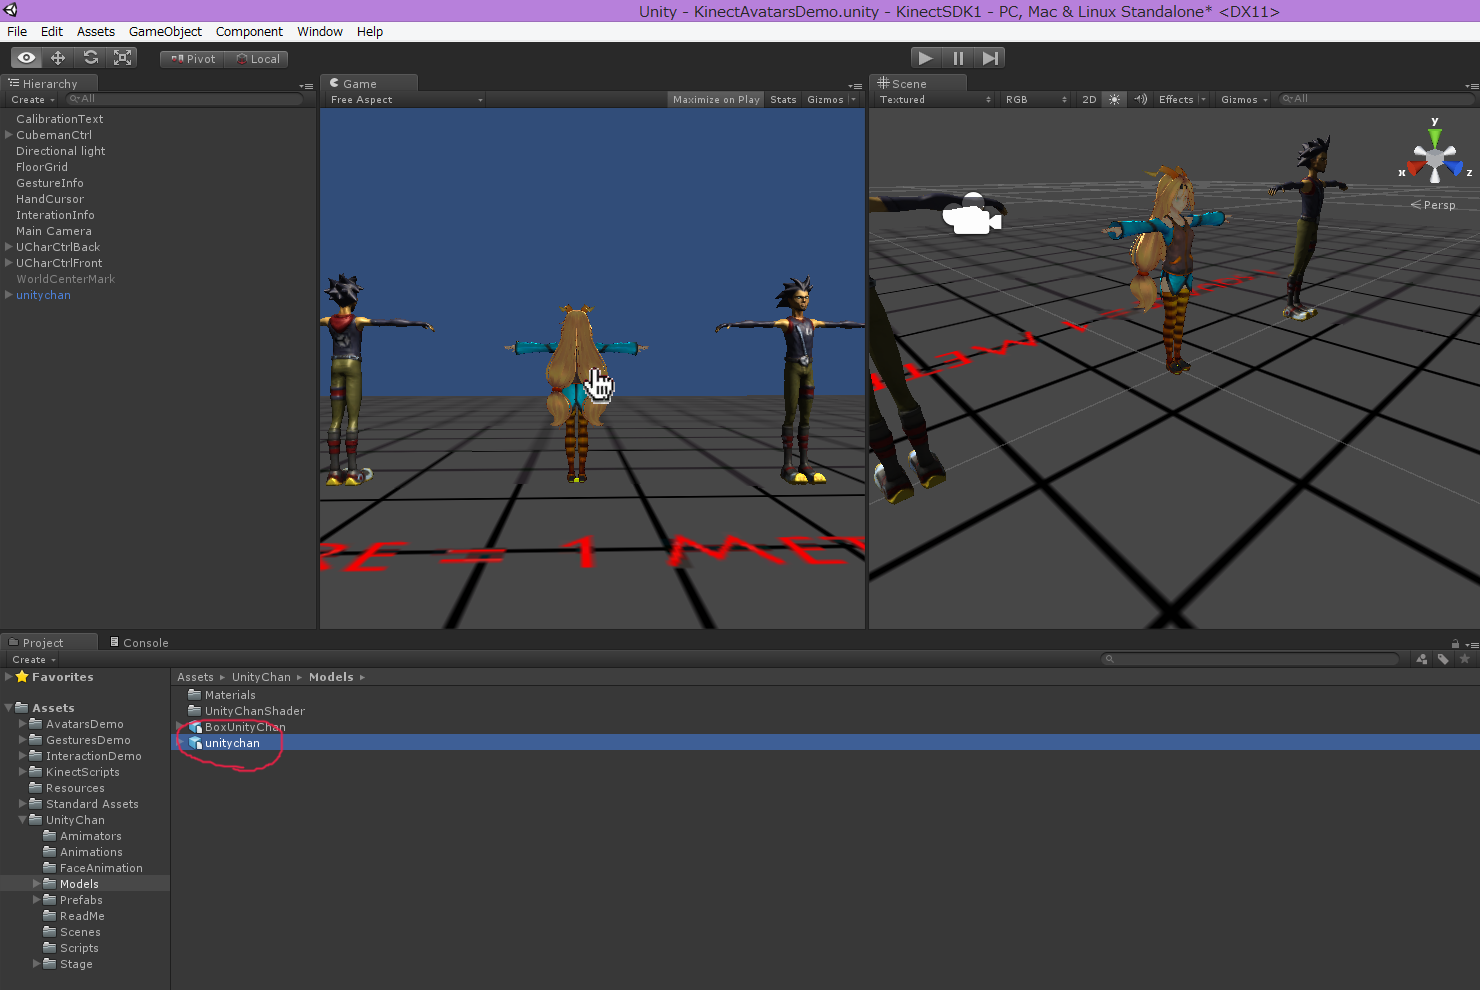 Unity - KinectAvatarsDemo.unity - KinectSDK1 - PC, Mac & Linux Standalone* <DX11>
File Edit Assets GameObject Component Window Help
Pivot Local
Hierarchy
Create All
CalibrationText
CubemanCtrl
Directional light
FloorGrid
GestureInfo
HandCursor
InterationInfo
Main Camera
UCharCtrlBack
UCharCtrlFront
WorldCenterMark
unitychan
Game
Free Aspect Maximize on Play Stats Gizmos
RE = 1 MET
Scene
Textured RGB 2D Effects Gizmos All
y
x z
Persp
Project Console
Create
Favorites
Assets
AvatarsDemo
GesturesDemo
InteractionDemo
KinectScripts
Resources
Standard Assets
UnityChan
Amimators
Animations
FaceAnimation
Models
Prefabs
ReadMe
Scenes
Scripts
Stage
Assets UnityChan Models
Materials
UnityChanShader
BoxUnityChan
unitychan